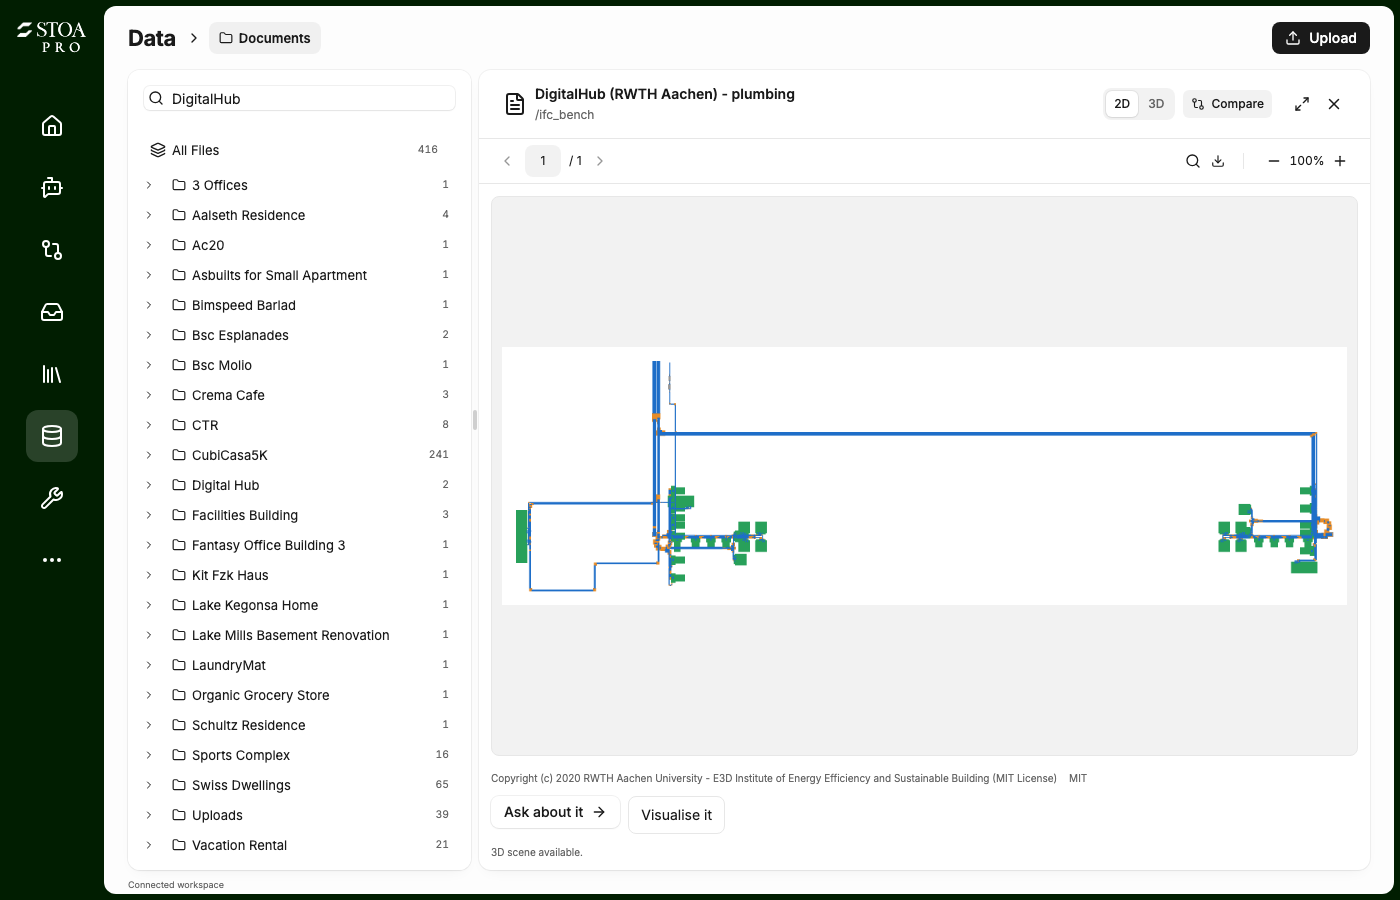 STOA
PRO
Data
Documents
Upload
DigitalHub
All Files 416
3 Offices 1
Aalseth Residence 4
Ac20 1
Asbuilts for Small Apartment 1
Bimspeed Bariad 1
Bsc Esplanades 2
Bsc Molio 1
Crema Cafe 3
CTR 8
CubiCasa5K 241
Digital Hub 2
Facilities Building 3
Fantasy Office Building 3 1
Kit Fzk Haus 1
Lake Kegonsa Home 1
Lake Mills Basement Renovation 1
LaundryMat 1
Organic Grocery Store 1
Schultz Residence 1
Sports Complex 16
Swiss Dwellings 65
Uploads 39
Vacation Rental 21
Connected workspace
DigitalHub (RWTH Aachen) - plumbing
/ifc_bench
2D 3D Compare
1 / 1
100%
Copyright (c) 2020 RWTH Aachen University - E3D Institute of Energy Efficiency and Sustainable Building (MIT License) MIT
Ask about it
Visualise it
3D scene available.